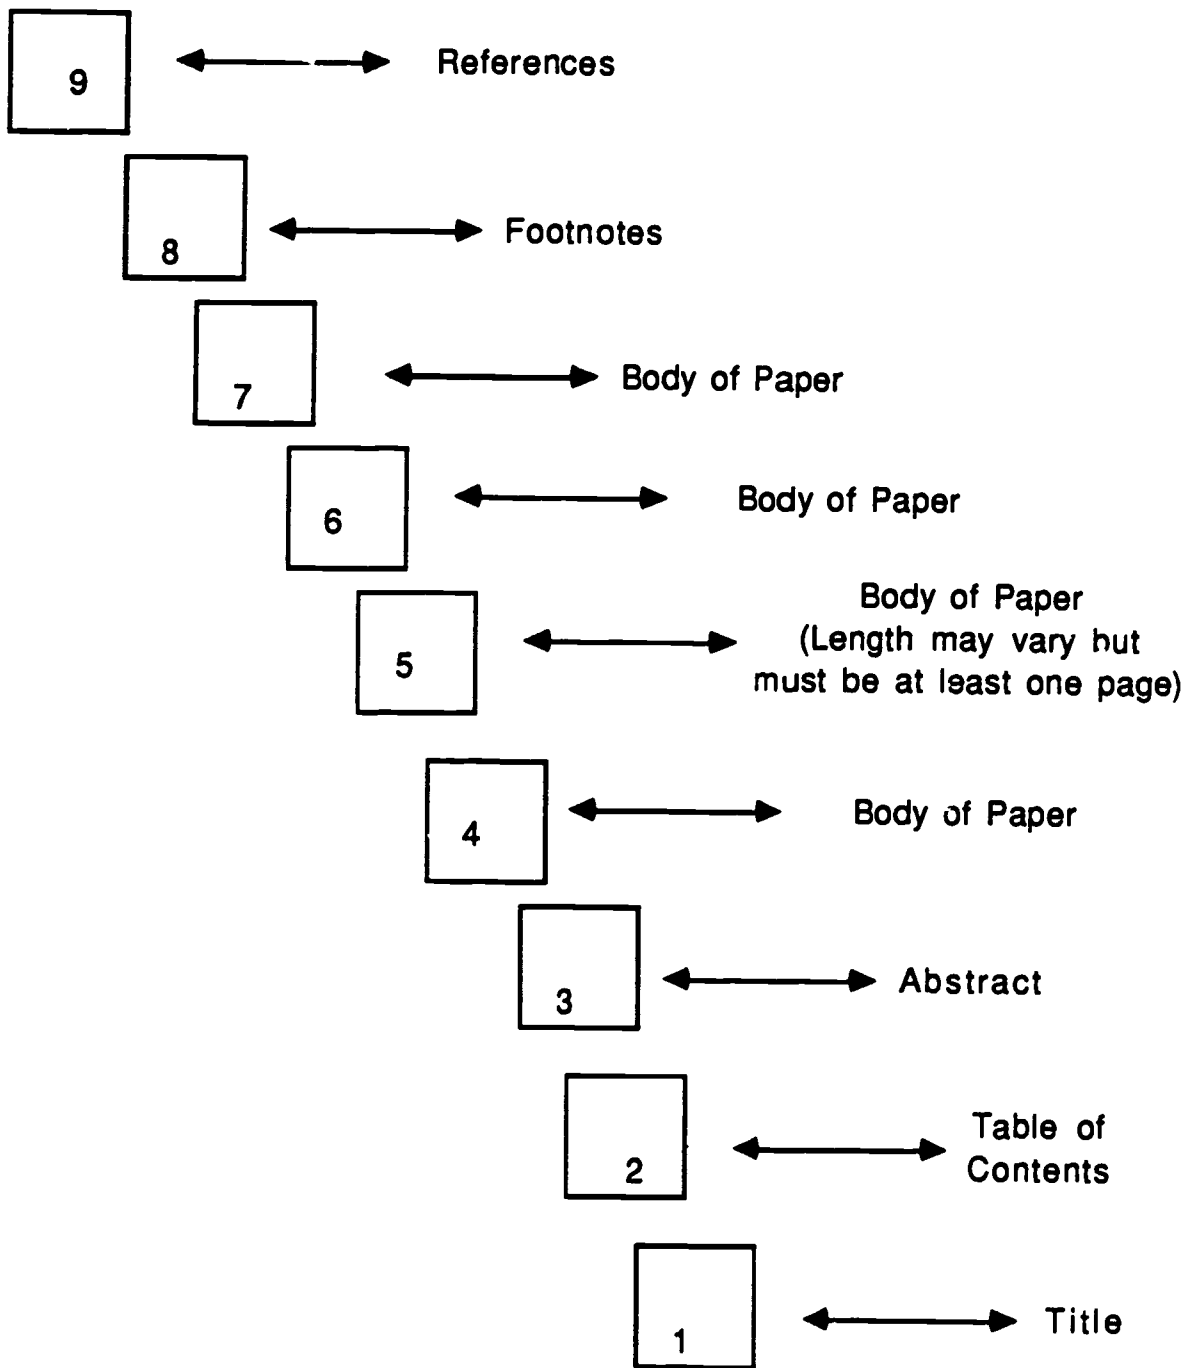 9 References
8 Footnotes
7 Body of Paper
6 Body of Paper
5 Body of Paper
(Length may vary but
must be at least one page)
4 Body of Paper
3 Abstract
2 Table of
Contents
1 Title